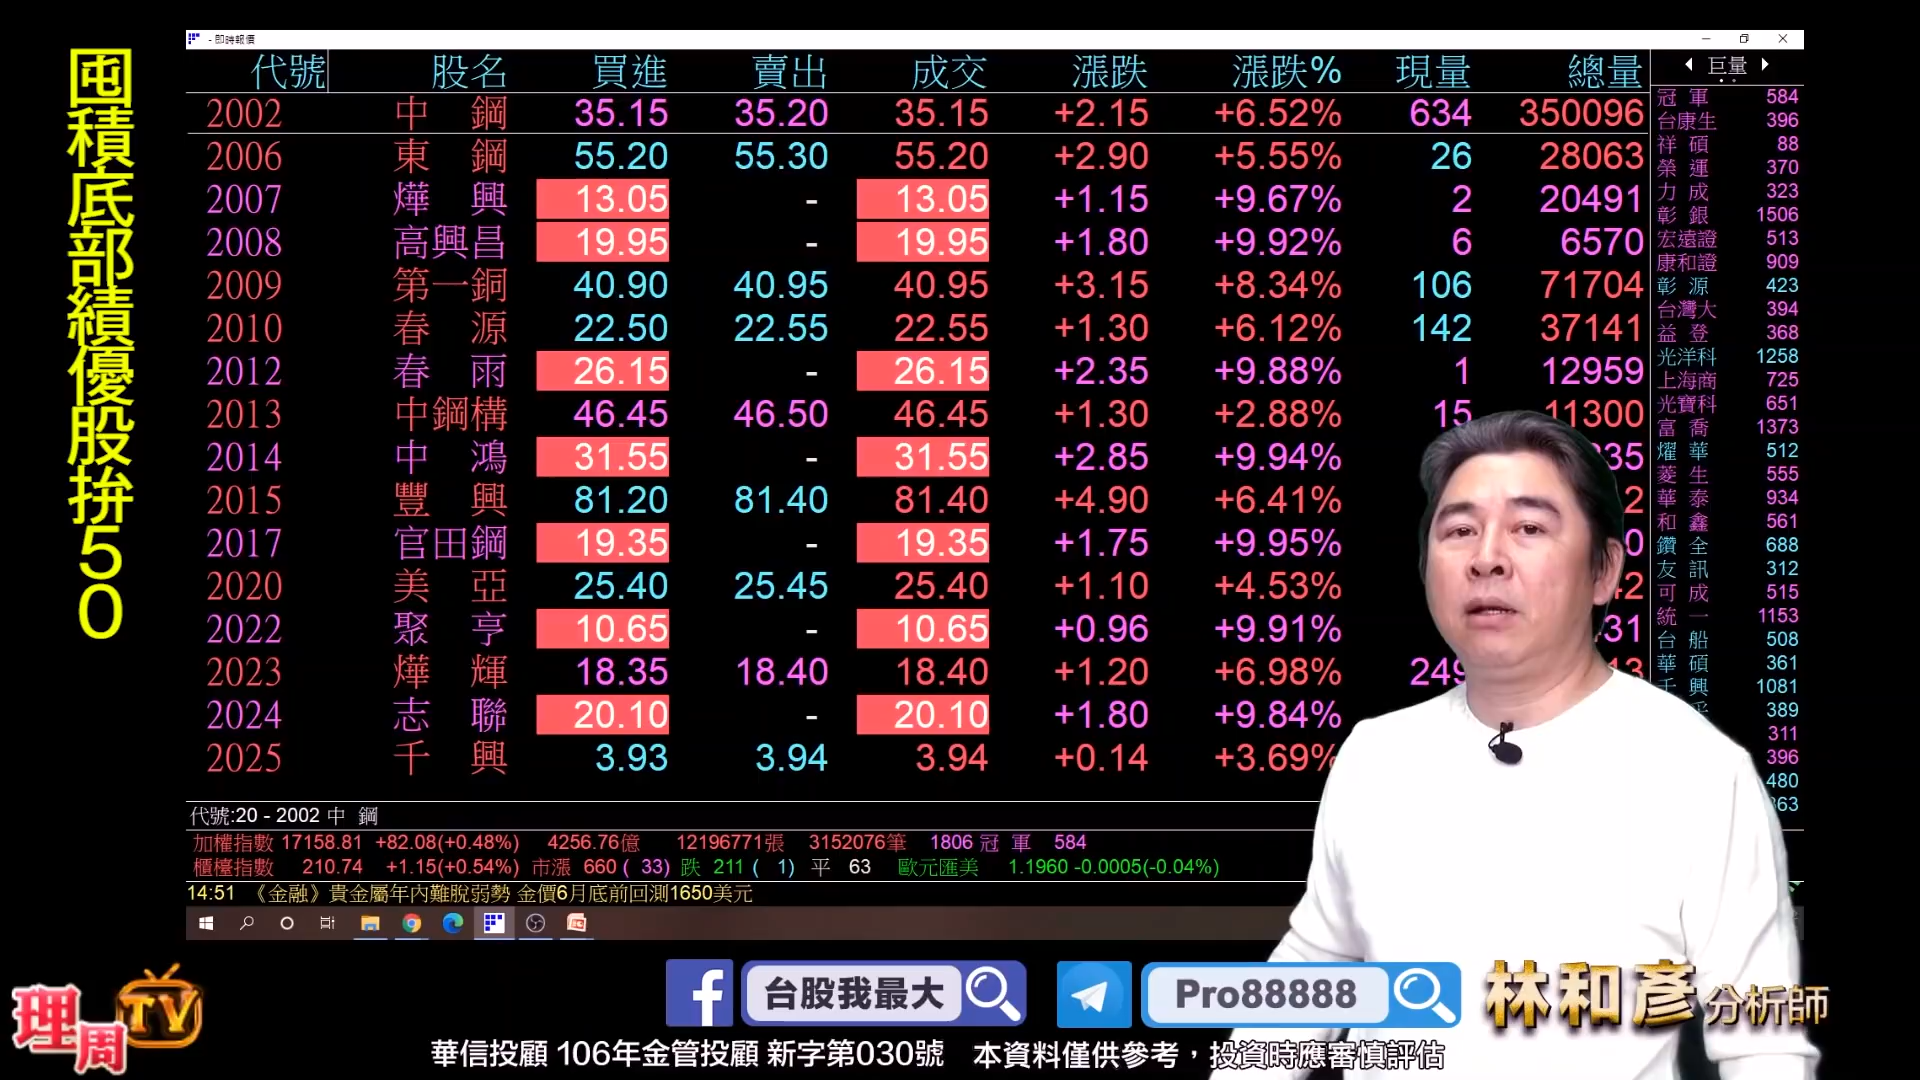 囤積底部績優股拚50
- 即時報價
代號 股名 買進 賣出 成交 漲跌 漲跌% 現量 總量
2002 中 鋼 35.15 35.20 35.15 +2.15 +6.52% 634 350096
2006 東 鋼 55.20 55.30 55.20 +2.90 +5.55% 26 28063
2007 燁 興 13.05 - 13.05 +1.15 +9.67% 2 20491
2008 高興昌 19.95 - 19.95 +1.80 +9.92% 6 6570
2009 第一銅 40.90 40.95 40.95 +3.15 +8.34% 106 71704
2010 春 源 22.50 22.55 22.55 +1.30 +6.12% 142 37141
2012 春 雨 26.15 - 26.15 +2.35 +9.88% 1 12959
2013 中鋼構 46.45 46.50 46.45 +1.30 +2.88% 15 11300
2014 中 鴻 31.55 - 31.55 +2.85 +9.94% 35
2015 豐 興 81.20 81.40 81.40 +4.90 +6.41% 2
2017 官田鋼 19.35 - 19.35 +1.75 +9.95% 0
2020 美 亞 25.40 25.45 25.40 +1.10 +4.53% 42
2022 聚 亨 10.65 - 10.65 +0.96 +9.91% 31
2023 燁 輝 18.35 18.40 18.40 +1.20 +6.98% 249 13
2024 志 聯 20.10 - 20.10 +1.80 +9.84%
2025 千 興 3.93 3.94 3.94 +0.14 +3.69%
巨量
冠 軍 584
台康生 396
祥 碩 88
榮 運 370
力 成 323
彰 銀 1506
宏遠證 513
康和證 909
彰 源 423
台灣大 394
益 登 368
光洋科 1258
上海商 725
光寶科 651
富 喬 1373
燿 華 512
菱 生 555
華 泰 934
和 鑫 561
鑽 全 688
友 訊 312
可 成 515
統 一 1153
台 船 508
華 碩 361
千 興 1081
389
311
396
480
363
代號:20 - 2002 中 鋼
加權指數 17158.81 +82.08(+0.48%) 4256.76億 12196771張 3152076筆 1806 冠 軍 584
櫃檯指數 210.74 +1.15(+0.54%) 市漲 660 ( 33) 跌 211 ( 1) 平 63 歐元匯美 1.1960 -0.0005(-0.04%)
14:51 《金融》貴金屬年內難脫弱勢 金價6月底前回測1650美元
理周TV
f 台股我最大
Pro88888
林和彥 分析師
華信投顧 106年金管投顧 新字第030號 本資料僅供參考，投資時應審慎評估